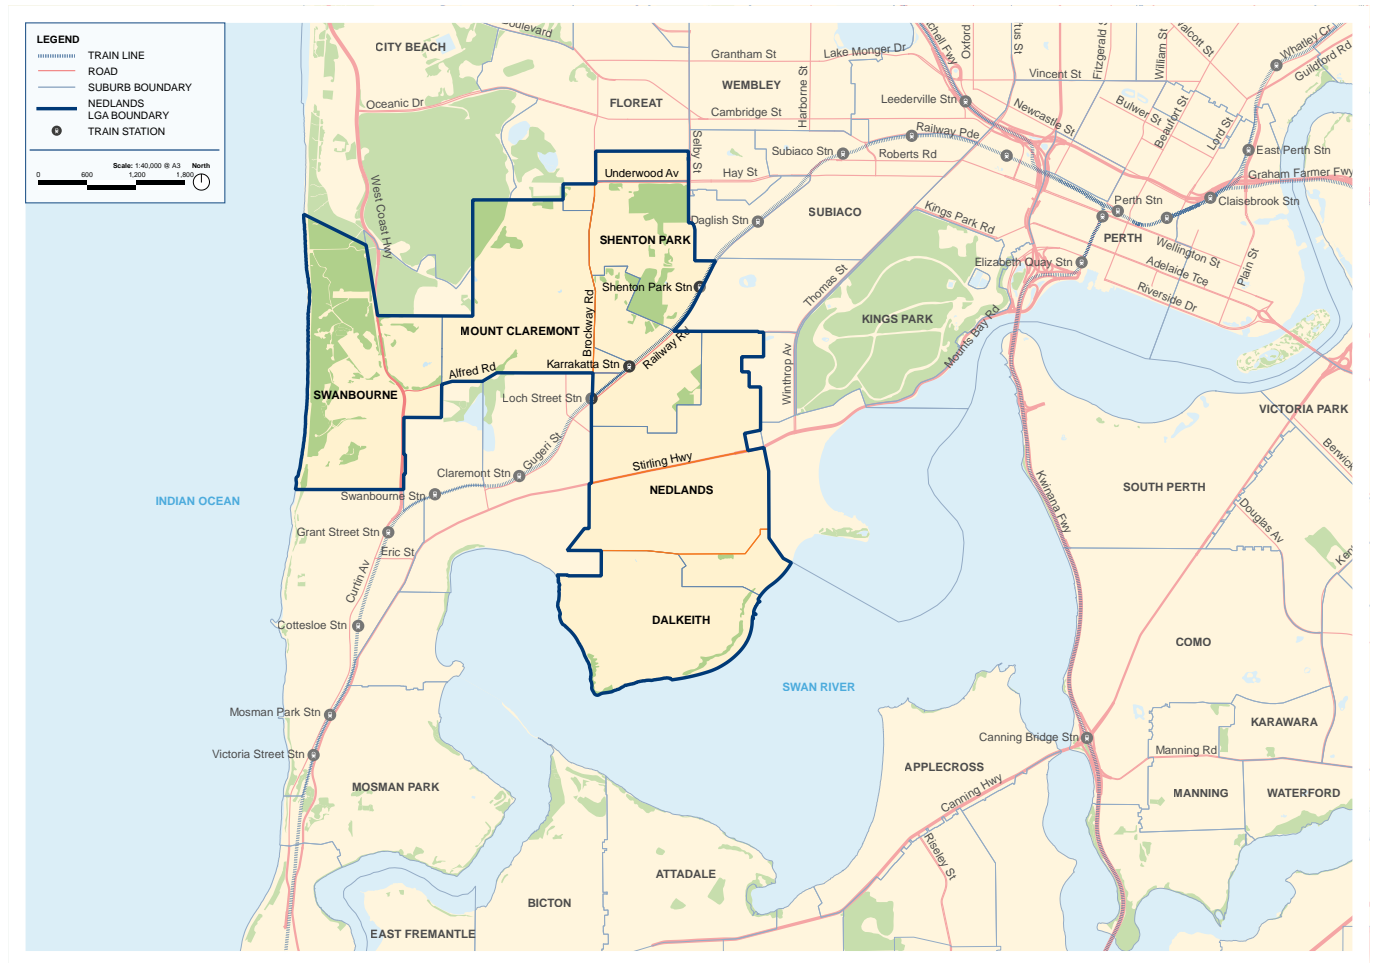 LEGEND
TRAIN LINE
ROAD
SUBURB BOUNDARY
NEDLANDS
LGA BOUNDARY
TRAIN STATION
Scale: 1:40,000 @ A3 North
0 600 1,200 1,800
CITY BEACH
Boulevard
Grantham St
Lake Monger Dr
Oxford
Vincent St
Fitzgerald S
William St
Whatley Cr
Guildford Rd
WEMBLEY
Harborne St
Leederville Stn
FLOREAT
Oceanic Dr
Cambridge St
Newcastle St
Bulwer St
Beaufort St
Lord St
Selby St
Railway Pde
Subiaco Stn
Roberts Rd
East Perth Stn
Underwood Av
Hay St
Graham Farmer Fwy
West Coast Hwy
Claisebrook Stn
Perth Stn
SUBIACO
Kings Park Rd
Daglish Stn
SHENTON PARK
PERTH
Wellington St
Elizabeth Quay Stn
Adelaide Tce
Plain St
Thomas St
Shenton Park Stn
Riverside Dr
KINGS PARK
Brockway Rd
MOUNT CLAREMONT
Mounts Bay Rd
Railway Rd
Karrakatta Stn
Alfred Rd
Winthrop Av
SWANBOURNE
Loch Street Stn
VICTORIA PARK
Gugeri St
Berwick
Stirling Hwy
Claremont Stn
NEDLANDS
Swanbourne Stn
INDIAN OCEAN
SOUTH PERTH
Kwinana Fwy
Douglas Av
Grant Street Stn
Eric St
Curtin Av
DALKEITH
Cottesloe Stn
COMO
SWAN RIVER
Mosman Park Stn
KARAWARA
Canning Bridge Stn
Manning Rd
Victoria Street Stn
APPLECROSS
MOSMAN PARK
Canning Hwy
MANNING
WATERFORD
Riseley St
ATTADALE
BICTON
EAST FREMANTLE